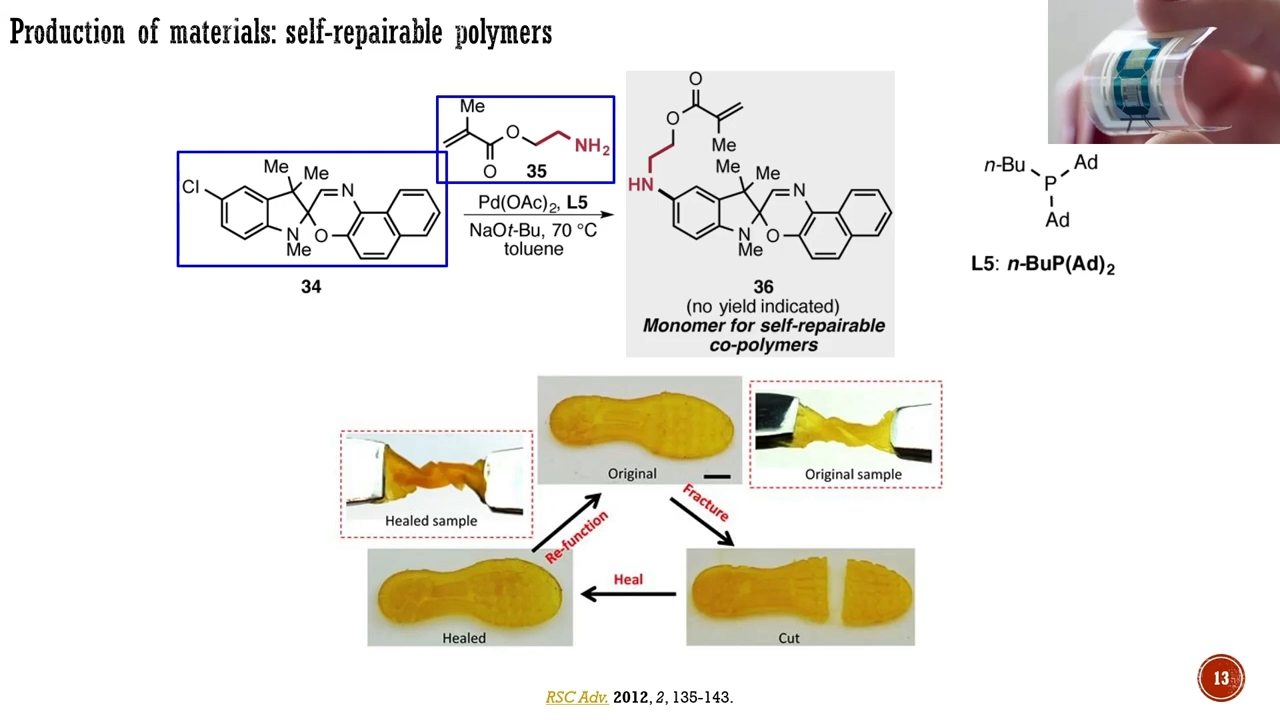 Production of materials: self-repairable polymers
Me
O
NH2
O
35
Cl
Me
Me
N
N
O
Me
34
Pd(OAc)2, L5
NaOt-Bu, 70 °C
toluene
O
O
Me
HN
Me
Me
N
N
O
Me
36
(no yield indicated)
Monomer for self-repairable
co-polymers
n-Bu
Ad
P
Ad
L5: n-BuP(Ad)2
Original
Original sample
Healed sample
Fracture
Re-function
Heal
Healed
Cut
RSC Adv. 2012, 2, 135-143.
13